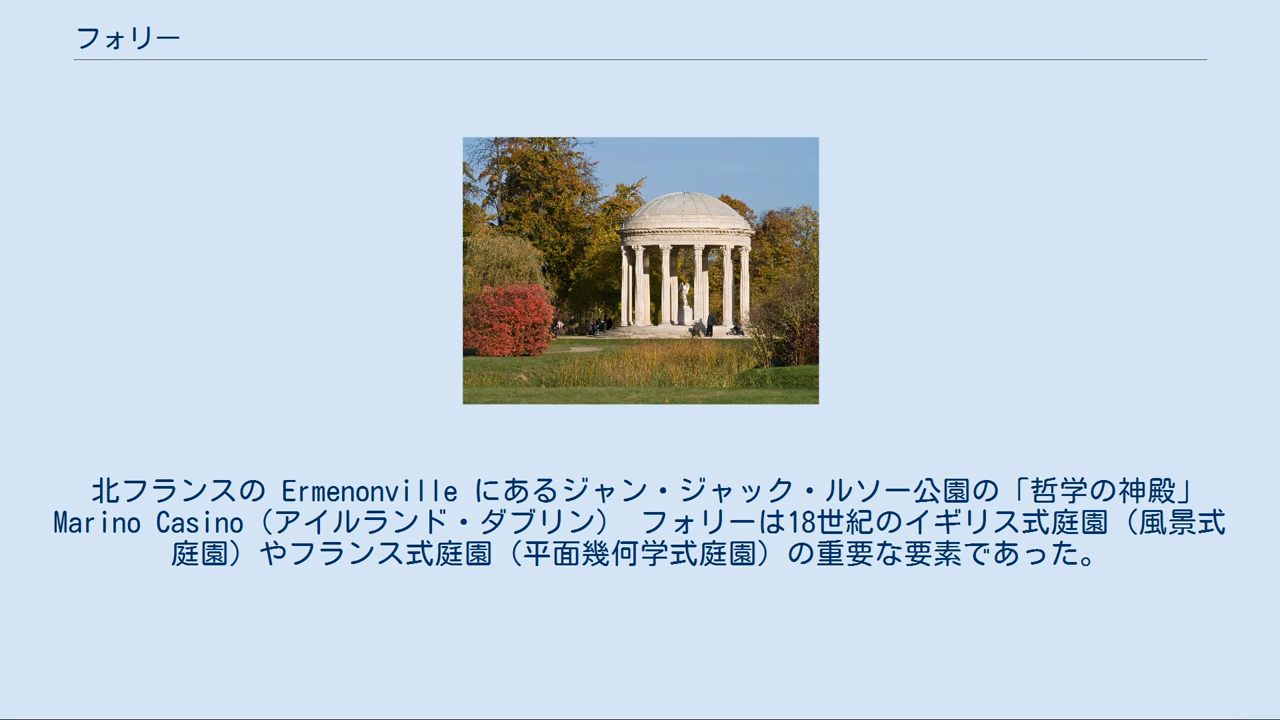 フォリー
北フランスの Ermenonville にあるジャン・ジャック・ルソー公園の「哲学の神殿」
Marino Casino（アイルランド・ダブリン） フォリーは18世紀のイギリス式庭園（風景式
庭園）やフランス式庭園（平面幾何学式庭園）の重要な要素であった。